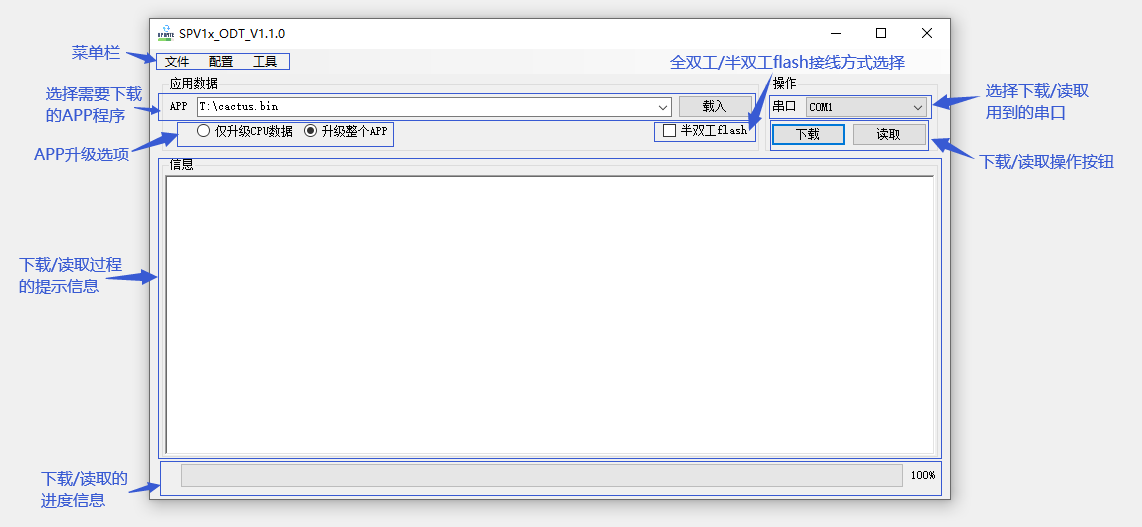 SPV1x_ODT_V1.1.0
菜单栏
文件 配置 工具
全双工/半双工flash接线方式选择
应用数据
操作
选择需要下载
的APP程序
APP T:\cactus.bin 载入
串口 COM1
选择下载/读取
用到的串口
仅升级CPU数据 升级整个APP
半双工flash
下载 读取
APP升级选项
下载/读取操作按钮
信息
下载/读取过程
的提示信息
下载/读取的
进度信息
100%